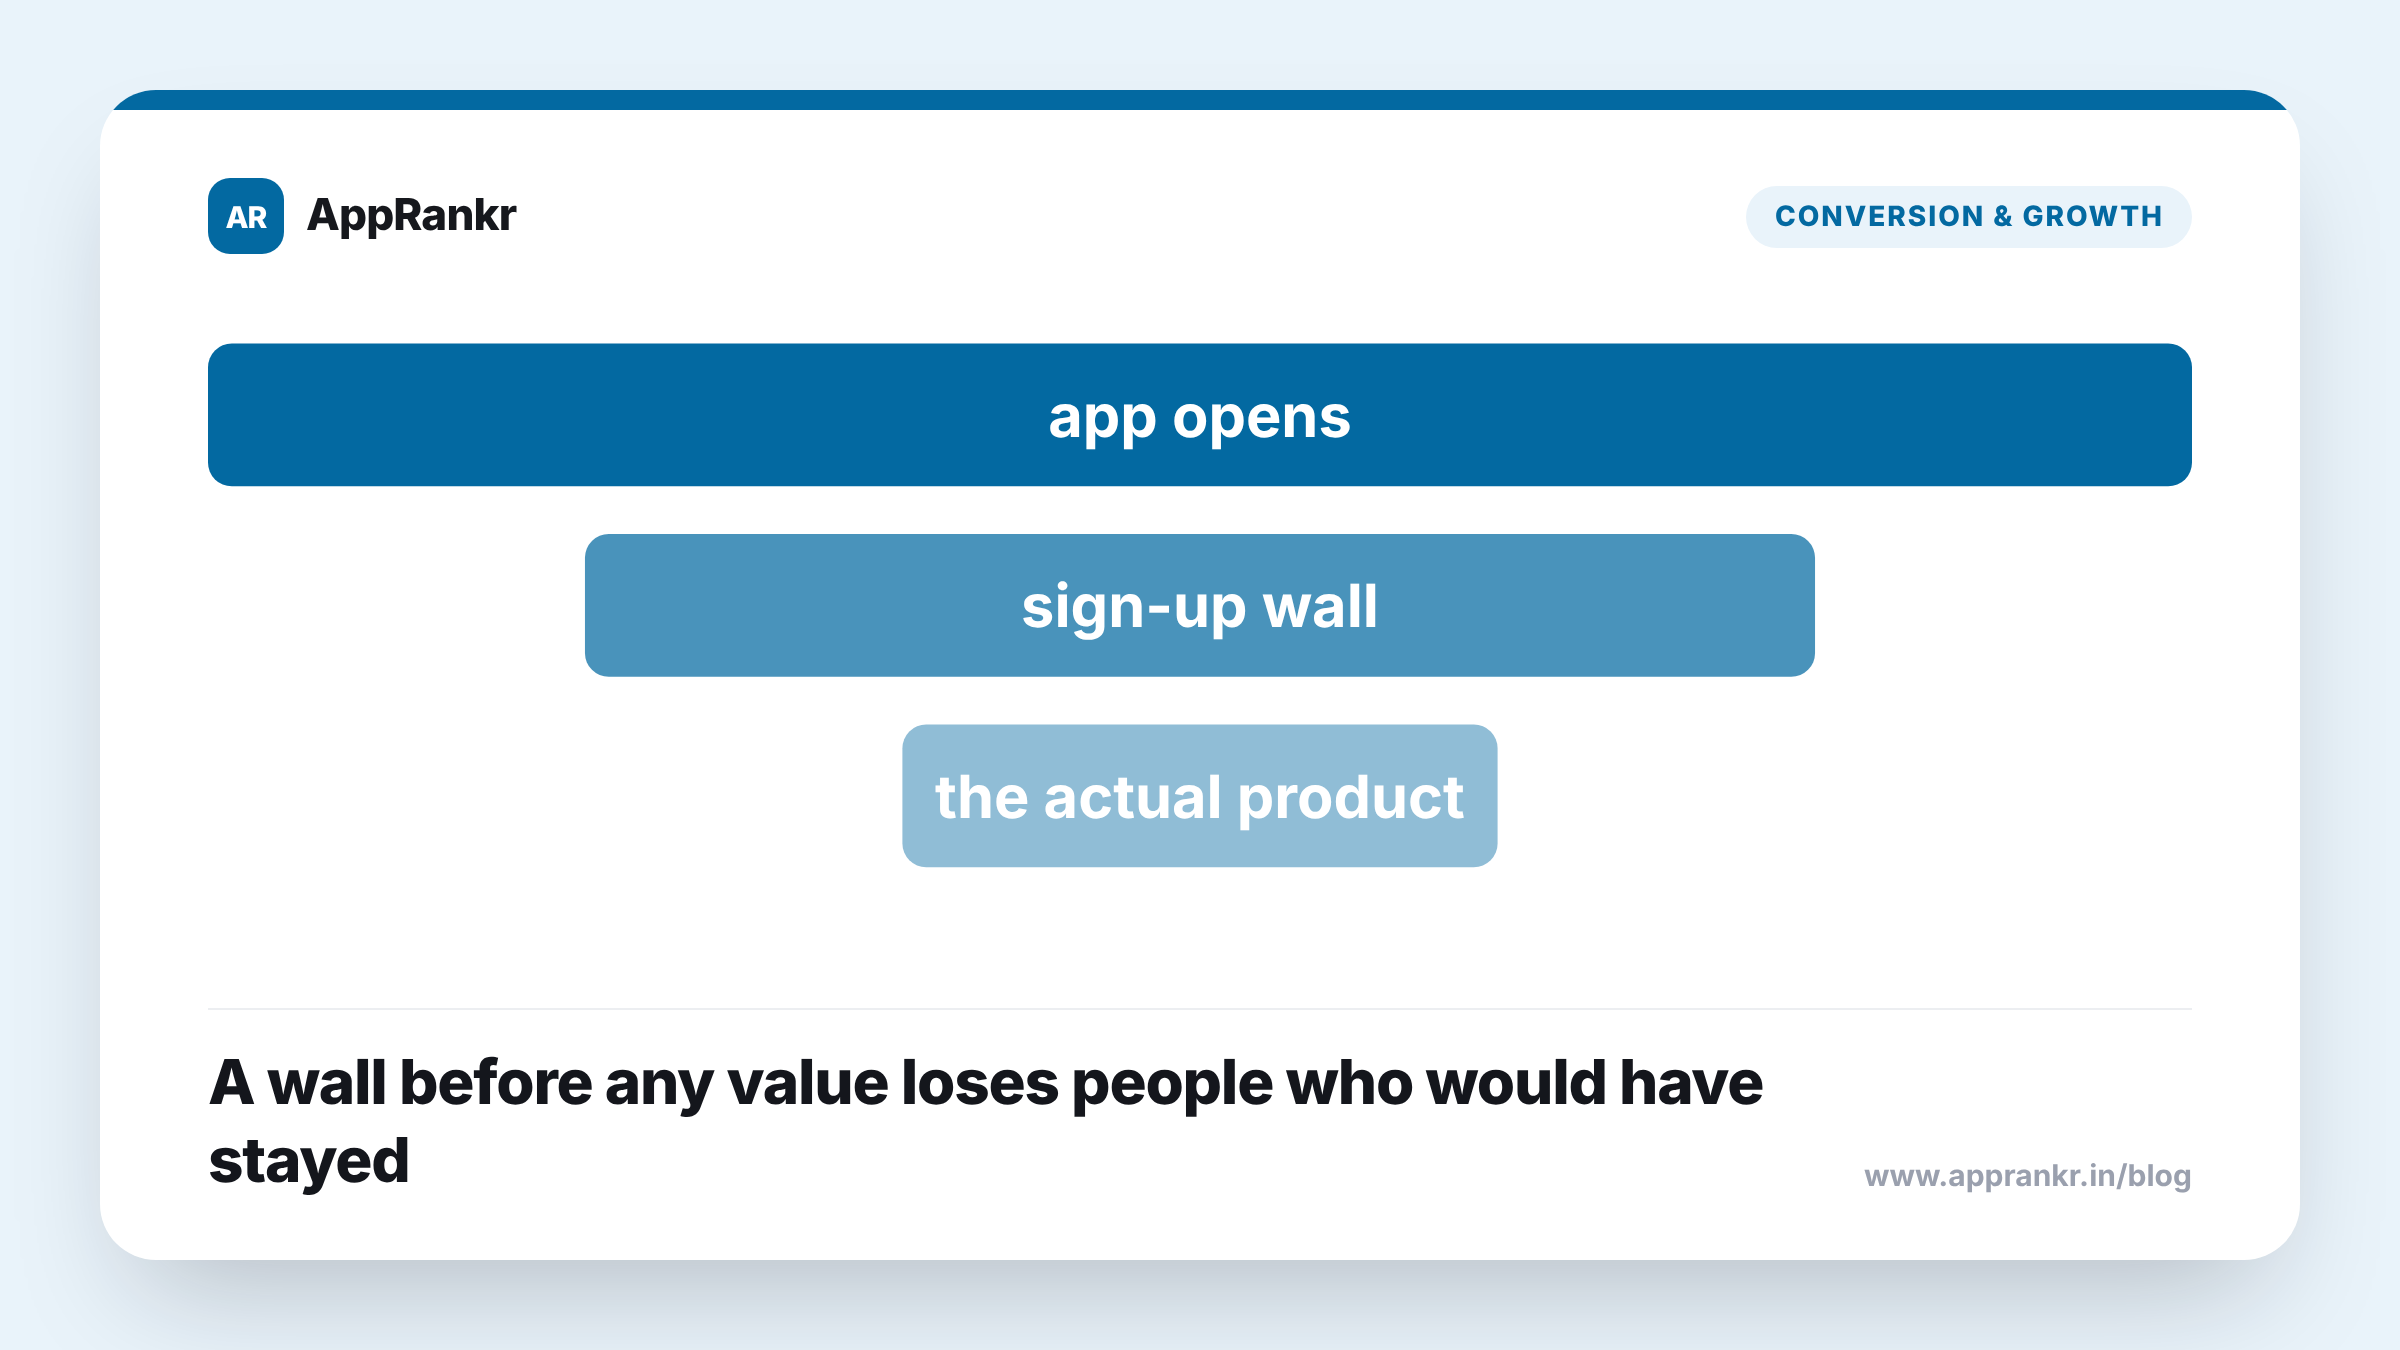 AR AppRankr
CONVERSION & GROWTH
app opens
sign-up wall
the actual product
A wall before any value loses people who would have
stayed
www.apprankr.in/blog